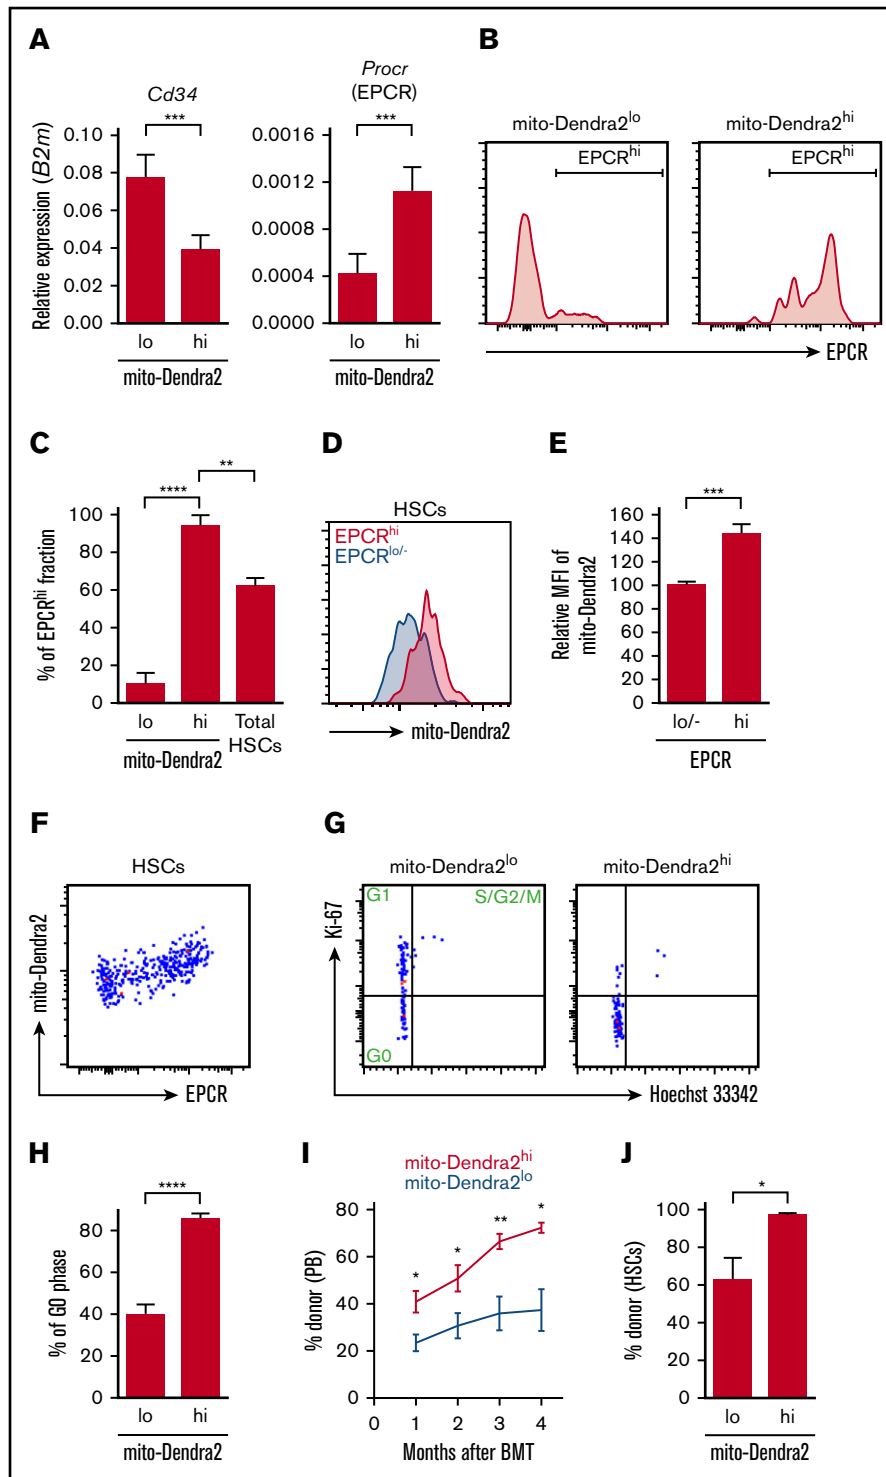 A
Cd34
***
Relative expression (B2m)
0.10
0.08
0.06
0.04
0.02
0.00
lo hi
mito-Dendra2
Procr
(EPCR)
***
0.0016
0.0012
0.0008
0.0004
0.0000
lo hi
mito-Dendra2
B
mito-Dendra2lo
EPCRhi
mito-Dendra2hi
EPCRhi
EPCR
C
**
****
% of EPCRhi fraction
100
80
60
40
20
0
lo hi Total
HSCs
mito-Dendra2
D
HSCs
EPCRhi
EPCRlo/-
mito-Dendra2
E
***
Relative MFI of
mito-Dendra2
160
140
120
100
80
60
40
20
0
lo/- hi
EPCR
F
HSCs
mito-Dendra2
EPCR
G
mito-Dendra2lo
mito-Dendra2hi
Ki-67
G1
S/G2/M
G0
Hoechst 33342
H
****
% of G0 phase
80
60
40
20
0
lo hi
mito-Dendra2
I
mito-Dendra2hi
mito-Dendra2lo
% donor (PB)
80
60
40
20
0
* * ** *
0 1 2 3 4
Months after BMT
J
*
% donor (HSCs)
100
80
60
40
20
0
lo hi
mito-Dendra2